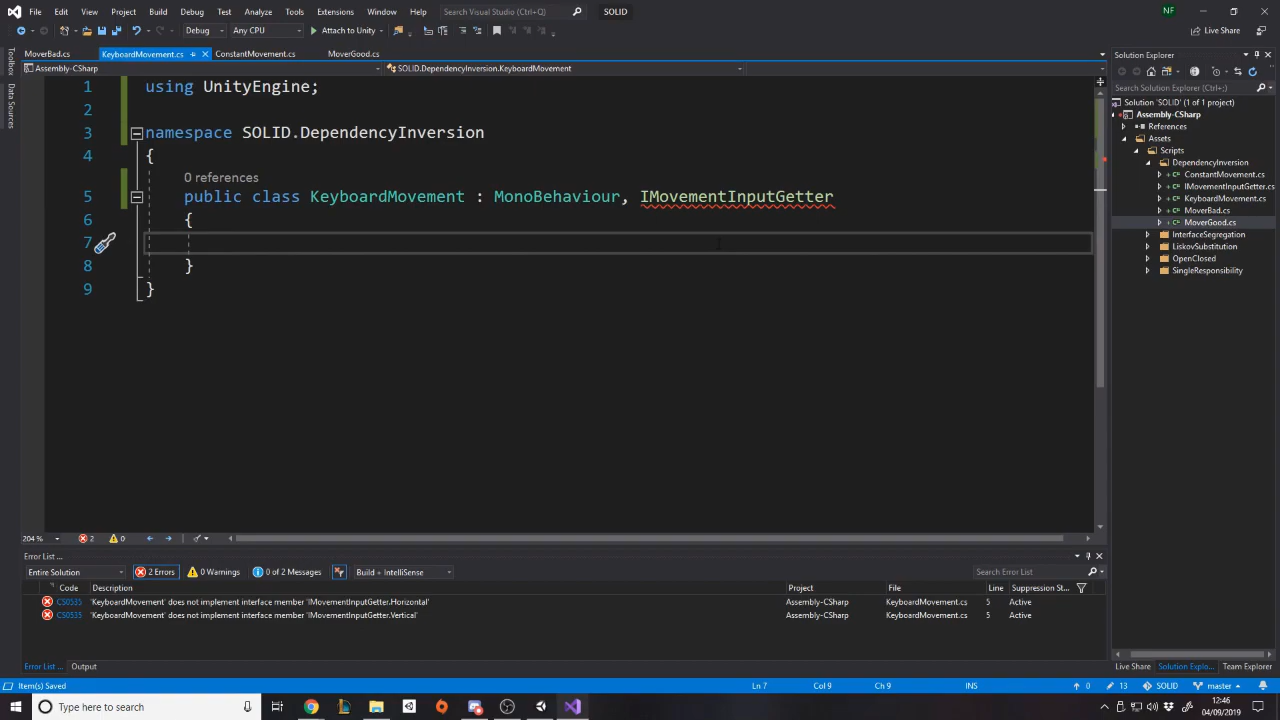 File Edit View Project Build Debug Test Analyze Tools Extensions Window Help Search Visual Studio (Ctrl+Q) SOLID NF
Debug Any CPU Attach to Unity Live Share
MoverBad.cs KeyboardMovement.cs ConstantMovement.cs MoverGood.cs
Assembly-CSharp SOLID.DependencyInversion.KeyboardMovement
Toolbox
Data Sources
1 using UnityEngine;
2
3 namespace SOLID.DependencyInversion
4 {
0 references
5 public class KeyboardMovement : MonoBehaviour, IMovementInputGetter
6 {
7
8 }
9 }
204 % 2 0
Solution Explorer
Search Solution Explorer (Ctrl+;)
Solution 'SOLID' (1 of 1 project)
Assembly-CSharp
References
Assets
Scripts
DependencyInversion
ConstantMovement.cs
IMovementInputGetter.cs
KeyboardMovement.cs
MoverBad.cs
MoverGood.cs
InterfaceSegregation
LiskovSubstitution
OpenClosed
SingleResponsibility
Error List ...
Entire Solution 2 Errors 0 Warnings 0 of 2 Messages Build + IntelliSense Search Error List
Code Description Project File Line Suppression St...
CS0535 'KeyboardMovement' does not implement interface member 'IMovementInputGetter.Horizontal' Assembly-CSharp KeyboardMovement.cs 5 Active
CS0535 'KeyboardMovement' does not implement interface member 'IMovementInputGetter.Vertical' Assembly-CSharp KeyboardMovement.cs 5 Active
Error List ... Output
Live Share Solution Explo... Team Explorer
Item(s) Saved Ln 7 Col 9 Ch 9 INS 0 13 SOLID master
Type here to search
12:46
04/09/2019